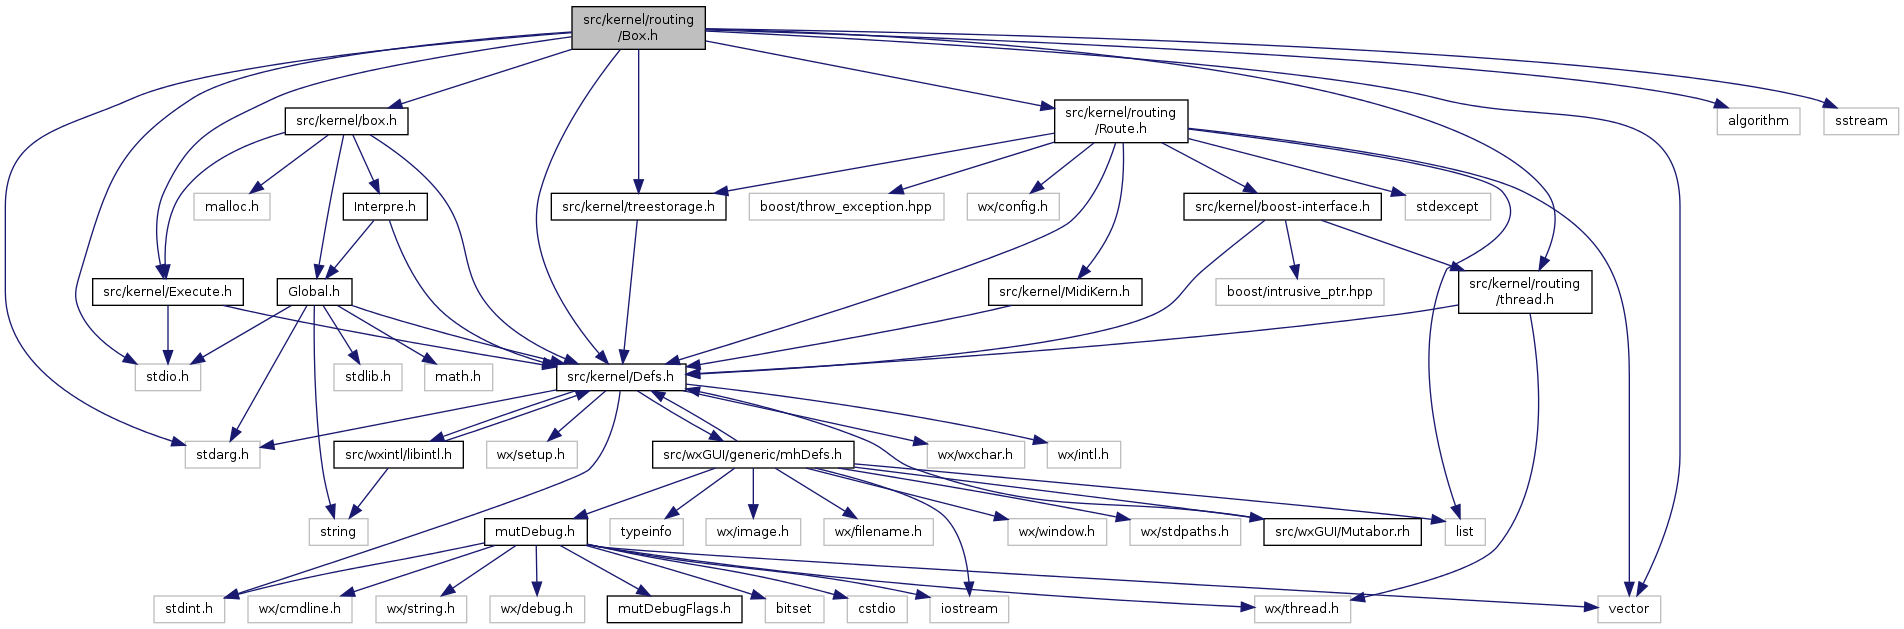 src/kernel/routing
/Box.h
src/kernel/box.h
src/kernel/routing
/Route.h
algorithm
sstream
malloc.h
Interpre.h
src/kernel/treestorage.h
boost/throw_exception.hpp
wx/config.h
src/kernel/boost-interface.h
stdexcept
src/kernel/Execute.h
Global.h
src/kernel/MidiKern.h
boost/intrusive_ptr.hpp
src/kernel/routing
/thread.h
stdio.h
stdlib.h
math.h
src/kernel/Defs.h
stdarg.h
src/wxintl/libintl.h
wx/setup.h
src/wxGUI/generic/mhDefs.h
wx/wxchar.h
wx/intl.h
string
mutDebug.h
typeinfo
wx/image.h
wx/filename.h
wx/window.h
wx/stdpaths.h
src/wxGUI/Mutabor.rh
list
stdint.h
wx/cmdline.h
wx/string.h
wx/debug.h
mutDebugFlags.h
bitset
cstdio
iostream
wx/thread.h
vector